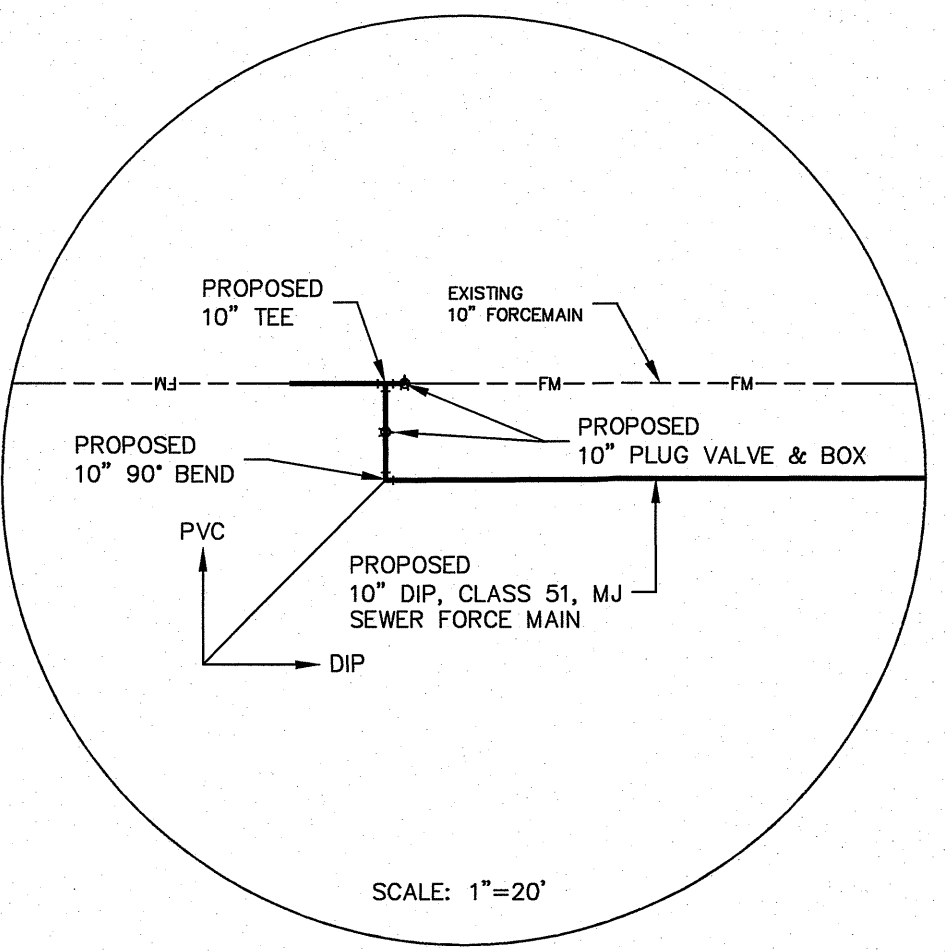 PROPOSED
10" TEE
EXISTING
10" FORCEMAIN
FM
FM
FM
PROPOSED
10" PLUG VALVE & BOX
PROPOSED
10" 90° BEND
PVC
PROPOSED
10" DIP, CLASS 51, MJ
SEWER FORCE MAIN
DIP
SCALE: 1"=20'